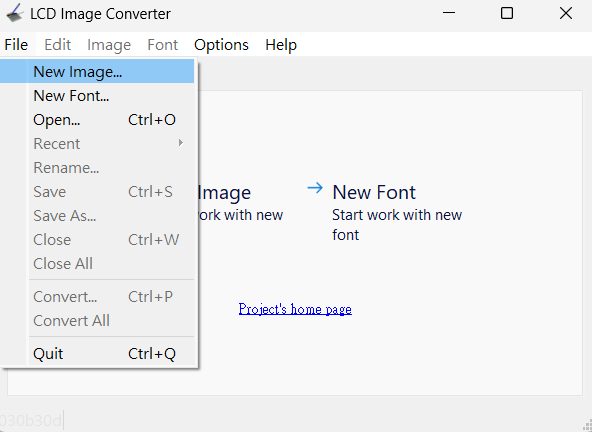 LCD Image Converter
File Edit Image Font Options Help
New Image...
New Font...
Open... Ctrl+O
Recent
Rename...
Save Ctrl+S
Save As...
Close Ctrl+W
Close All
Convert... Ctrl+P
Convert All
Quit Ctrl+Q
Image
work with new
New Font
Start work with new
font
Project's home page
030b30d